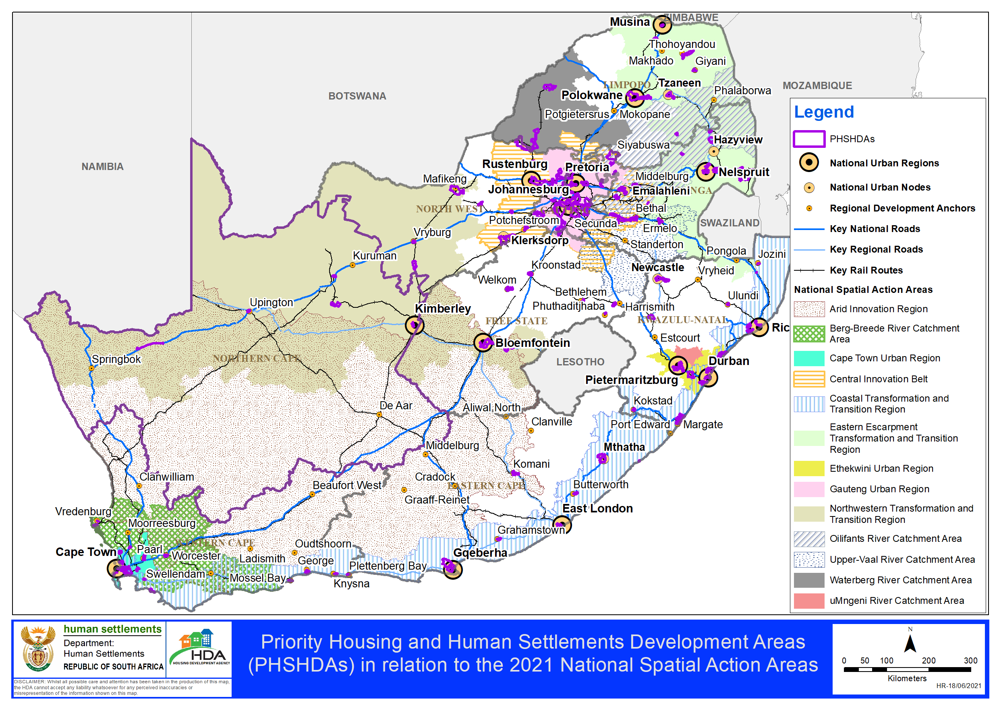 ZIMBABWE
Musina
Thohoyandou
Makhado
Giyani
LIMPOPO
Tzaneen
MOZAMBIQUE
BOTSWANA
Polokwane
Phalaborwa
Potgietersrus
Mokopane
Siyabuswa
Hazyview
NAMIBIA
Rustenburg
Pretoria
Nelspruit
Mafikeng
Middelburg
Johannesburg
Emalahleni
NGA
NORTH WEST
GAUTENG
Bethal
Potchefstroom
Secunda
SWAZILAND
Ermelo
Vryburg
Klerksdorp
Standerton
Kuruman
Pongola
Jozini
Kroonstad
Newcastle
Vryheid
Welkom
Bethlehem
Ulundi
Upington
Phuthaditjhaba
Harrismith
Kimberley
FREE STATE
KWAZULU-NATAL
Ric
Estcourt
Bloemfontein
Springbok
NORTHERN CAPE
LESOTHO
Durban
Pietermaritzburg
Kokstad
De Aar
Aliwal North
Clanville
Port Edward
Margate
Middelburg
Mthatha
Komani
Clanwilliam
Cradock
Beaufort West
EASTERN CAPE
Butterworth
Graaff-Reinet
Vredenburg
East London
Moorreesburg
Grahamstown
WESTERN CAPE
Oudtshoorn
Cape Town
Paarl
Worcester
Ladismith
George
Gqeberha
Plettenberg Bay
Swellendam
Mossel Bay
Knysna
Legend
PHSHDAs
National Urban Regions
National Urban Nodes
Regional Development Anchors
Key National Roads
Key Regional Roads
Key Rail Routes
National Spatial Action Areas
Arid Innovation Region
Berg-Breede River Catchment
Area
Cape Town Urban Region
Central Innovation Belt
Coastal Transformation and
Transition Region
Eastern Escarpment
Transformation and Transition
Region
Ethekwini Urban Region
Gauteng Urban Region
Northwestern Transformation and
Transition Region
Oilifants River Catchment Area
Upper-Vaal River Catchment Area
Waterberg River Catchment Area
uMngeni River Catchment Area
human settlements
Department:
Human Settlements
REPUBLIC OF SOUTH AFRICA
HDA
HOUSING DEVELOPMENT AGENCY
DISCLAIMER: Whilst all possible care and attention has been taken in the production of this map,
the HDA cannot accept any liability whatsoever for any perceived inaccuracies or
misrepresentation of the information shown on this map.
Priority Housing and Human Settlements Development Areas
(PHSHDAs) in relation to the 2021 National Spatial Action Areas
N
0 50 100 200 300
Kilometers
HR-18/06/2021